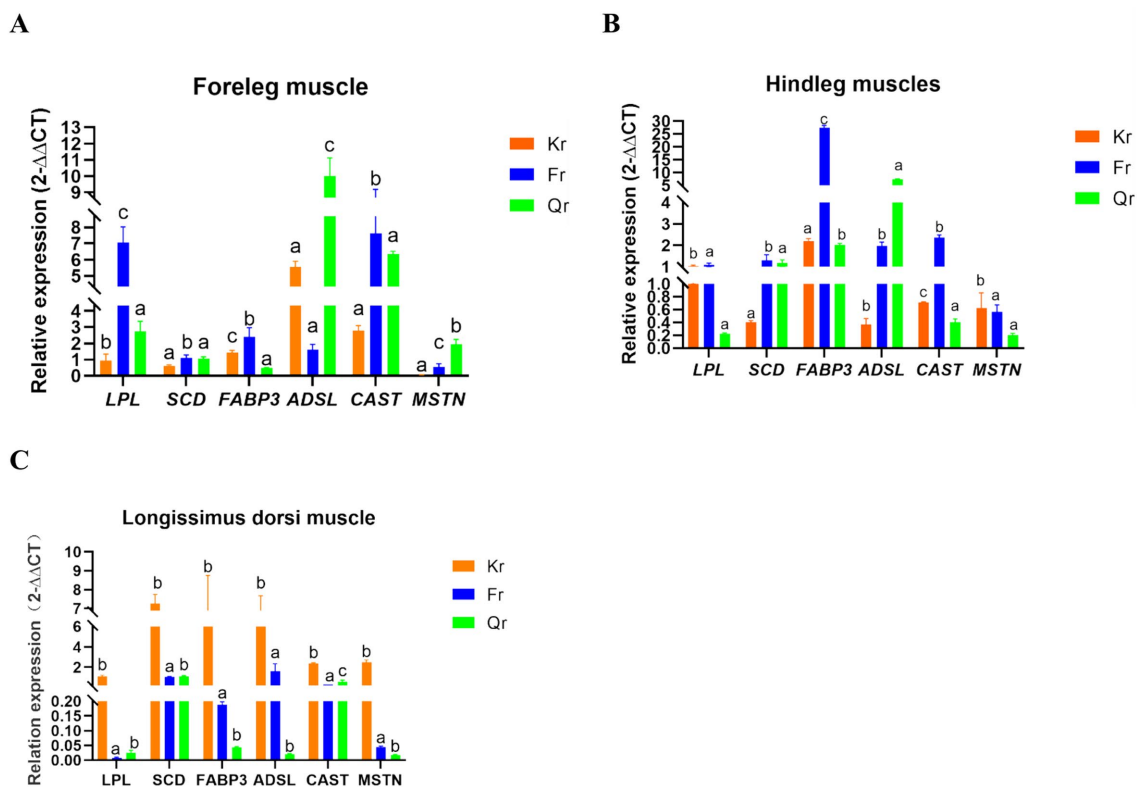 A
Foreleg muscle
Relative expression (2-ΔΔCT)
13
12
11
10
9
8
7
6
5
4
3
2
1
0
b c a
a b a
c b a
a a c
a b a
a c b
LPL SCD FABP3 ADSL CAST MSTN
Kr
Fr
Qr
B
Hindleg muscles
Relative expression (2-ΔΔCT)
30
25
20
15
10
5
4
3
2
1
1.0
0.8
0.6
0.4
0.2
0.0
b a a
a b a
a c b
b b a
c b a
b a a
LPL SCD FABP3 ADSL CAST MSTN
Kr
Fr
Qr
C
Longissimus dorsi muscle
Relation expression（2-ΔΔCT）
10
9
8
7
6
4
2
0.20
0.15
0.10
0.05
0.00
b a b
b a b
b a b
b a b
b a c
b a b
LPL SCD FABP3 ADSL CAST MSTN
Kr
Fr
Qr